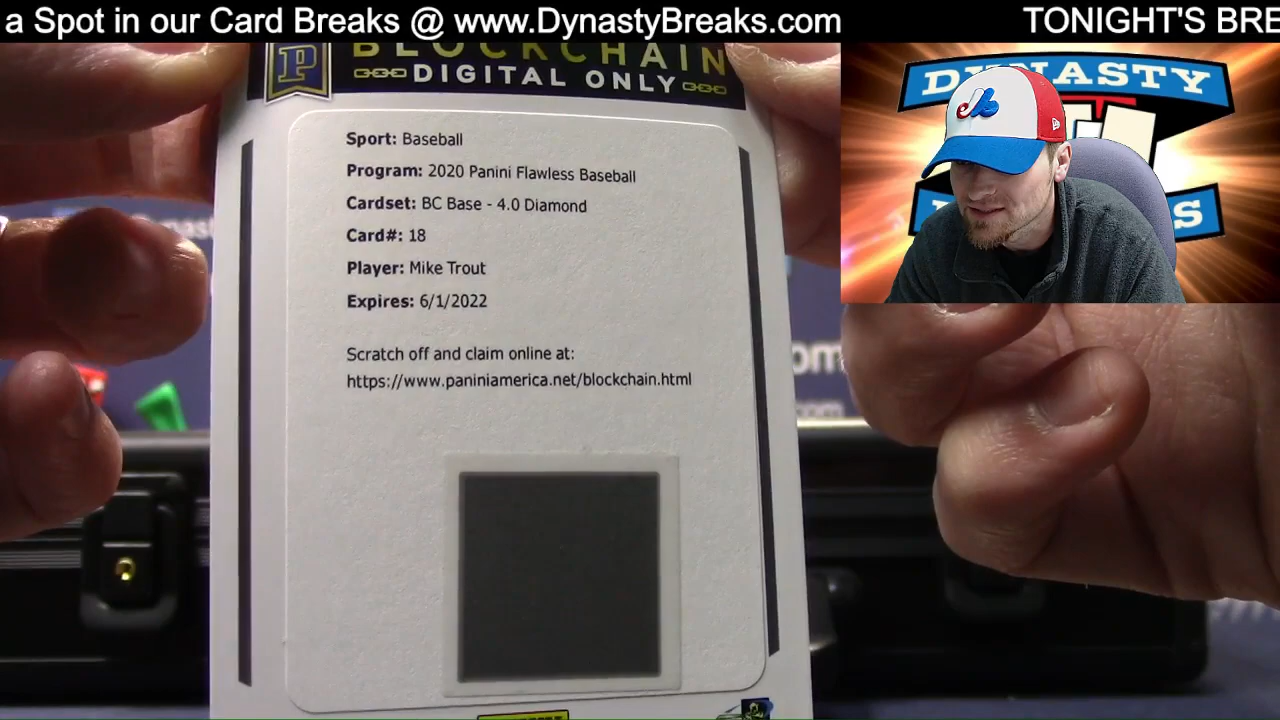 a Spot in our Card Breaks @ www.DynastyBreaks.com
TONIGHT'S BRE
DYNASTY
BLOCKCHAIN
DIGITAL ONLY
Sport: Baseball
Program: 2020 Panini Flawless Baseball
Cardset: BC Base - 4.0 Diamond
Card#: 18
Player: Mike Trout
Expires: 6/1/2022
Scratch off and claim online at:
https://www.paniniamerica.net/blockchain.html